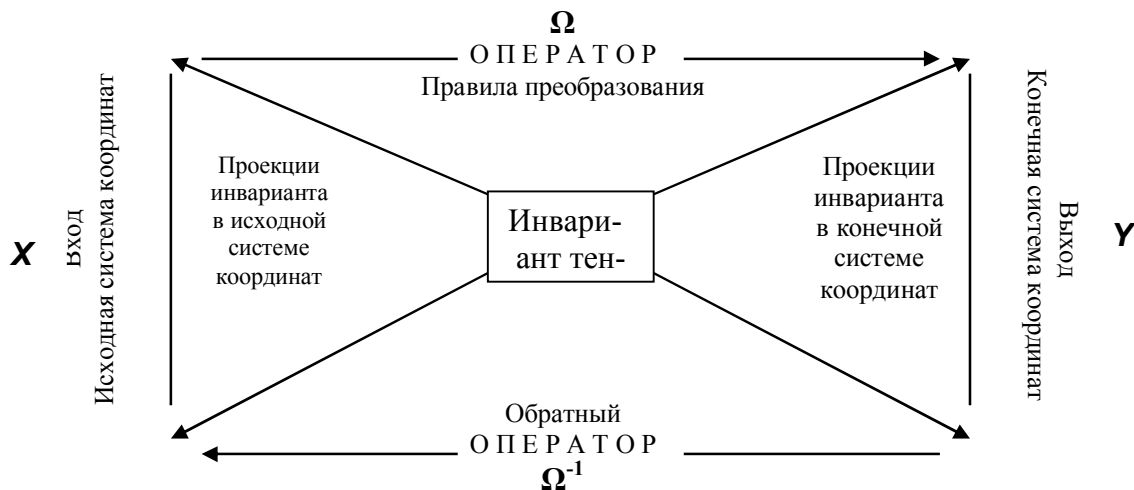 Ω
О П Е Р А Т О Р
Правила преобразования
X
Вход
Исходная система координат
Проекции
инварианта
в исходной
системе
координат
Инвари-
ант тен-
Проекции
инварианта
в конечной
системе
координат
Конечная система координат
Выход
Y
Обратный
О П Е Р А Т О Р
Ω⁻¹